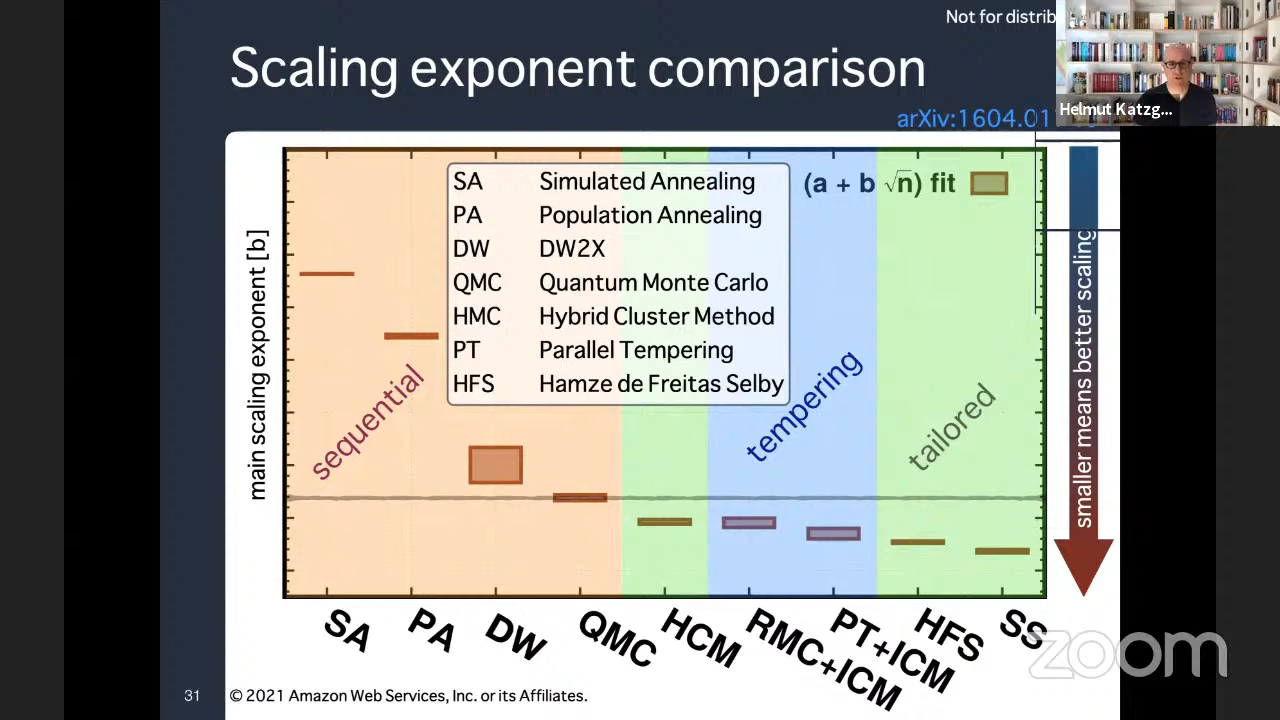 Not for distrib
Scaling exponent comparison
Helmut Katzg...
arXiv:1604.01
SA Simulated Annealing
PA Population Annealing
DW DW2X
QMC Quantum Monte Carlo
HMC Hybrid Cluster Method
PT Parallel Tempering
HFS Hamze de Freitas Selby
(a + b √n) fit
main scaling exponent [b]
sequential
tempering
tailored
smaller means better scaling
SA
PA
DW
QMC
HCM
RMC+ICM
PT+ICM
HFS
SS
zoom
31
© 2021 Amazon Web Services, Inc. or its Affiliates.